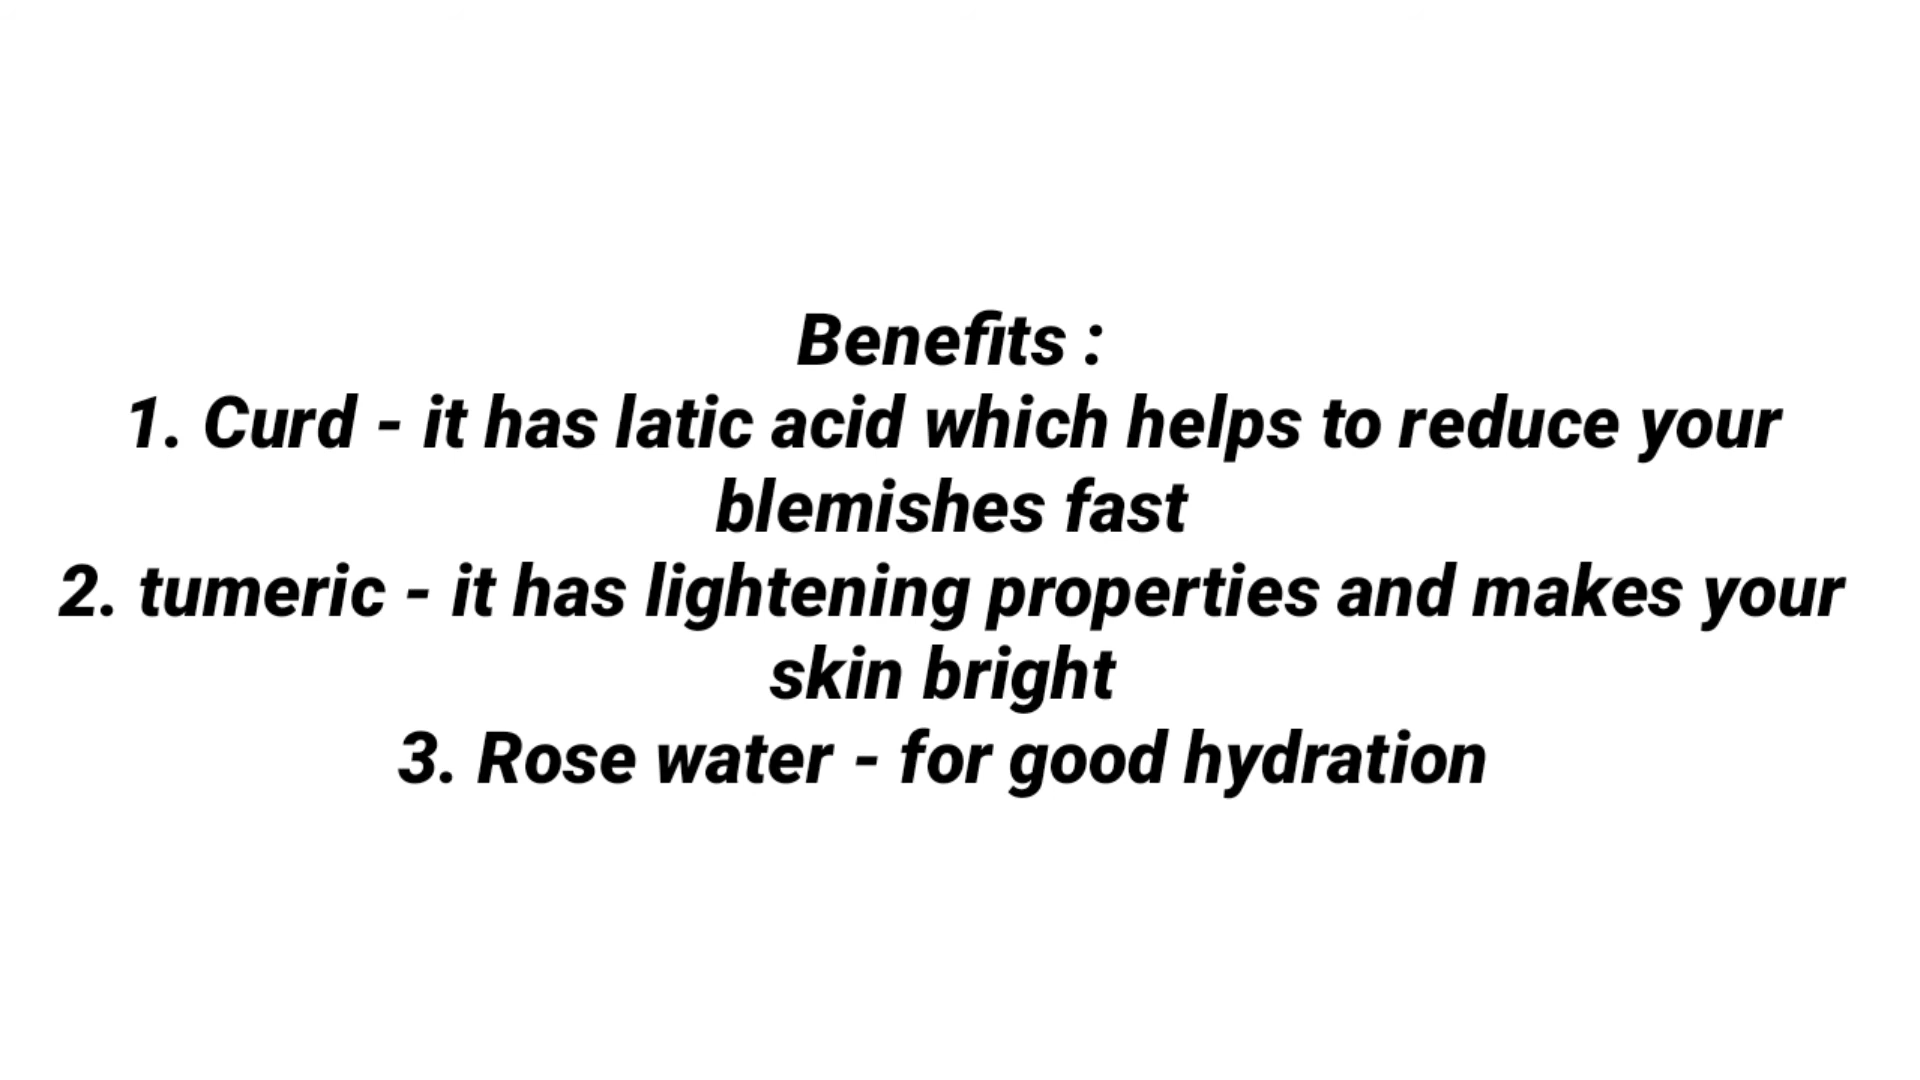 Benefits :
1. Curd - it has latic acid which helps to reduce your
blemishes fast
2. tumeric - it has lightening properties and makes your
skin bright
3. Rose water - for good hydration